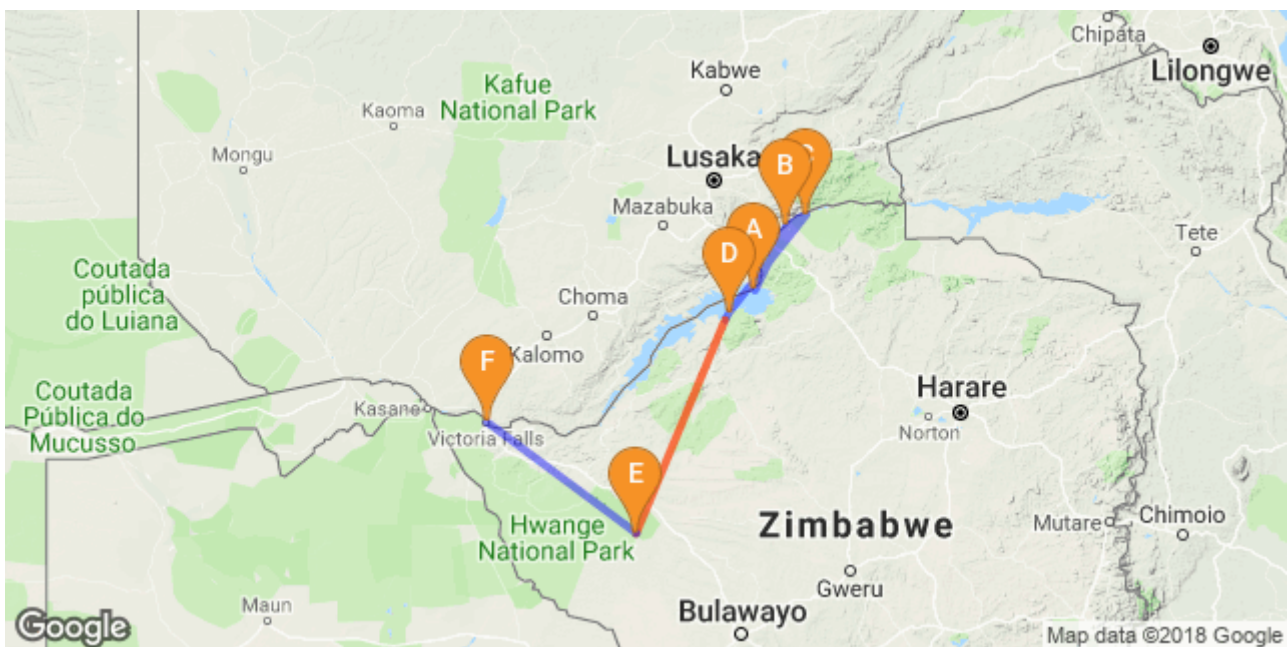 Chipata
Lilongwe
Kafue
National Park
Kabwe
Kaoma
Mongu
Lusaka
B
Mazabuka
A
Tete
D
Coutada
pública
do Luiana
Choma
Kalomo
F
Coutada
Pública do
Mucusso
Kasane
Victoria Falls
Harare
Norton
E
Hwange
National Park
Zimbabwe
Mutare
Chimoio
Gweru
Maun
Bulawayo
Google
Map data ©2018 Google